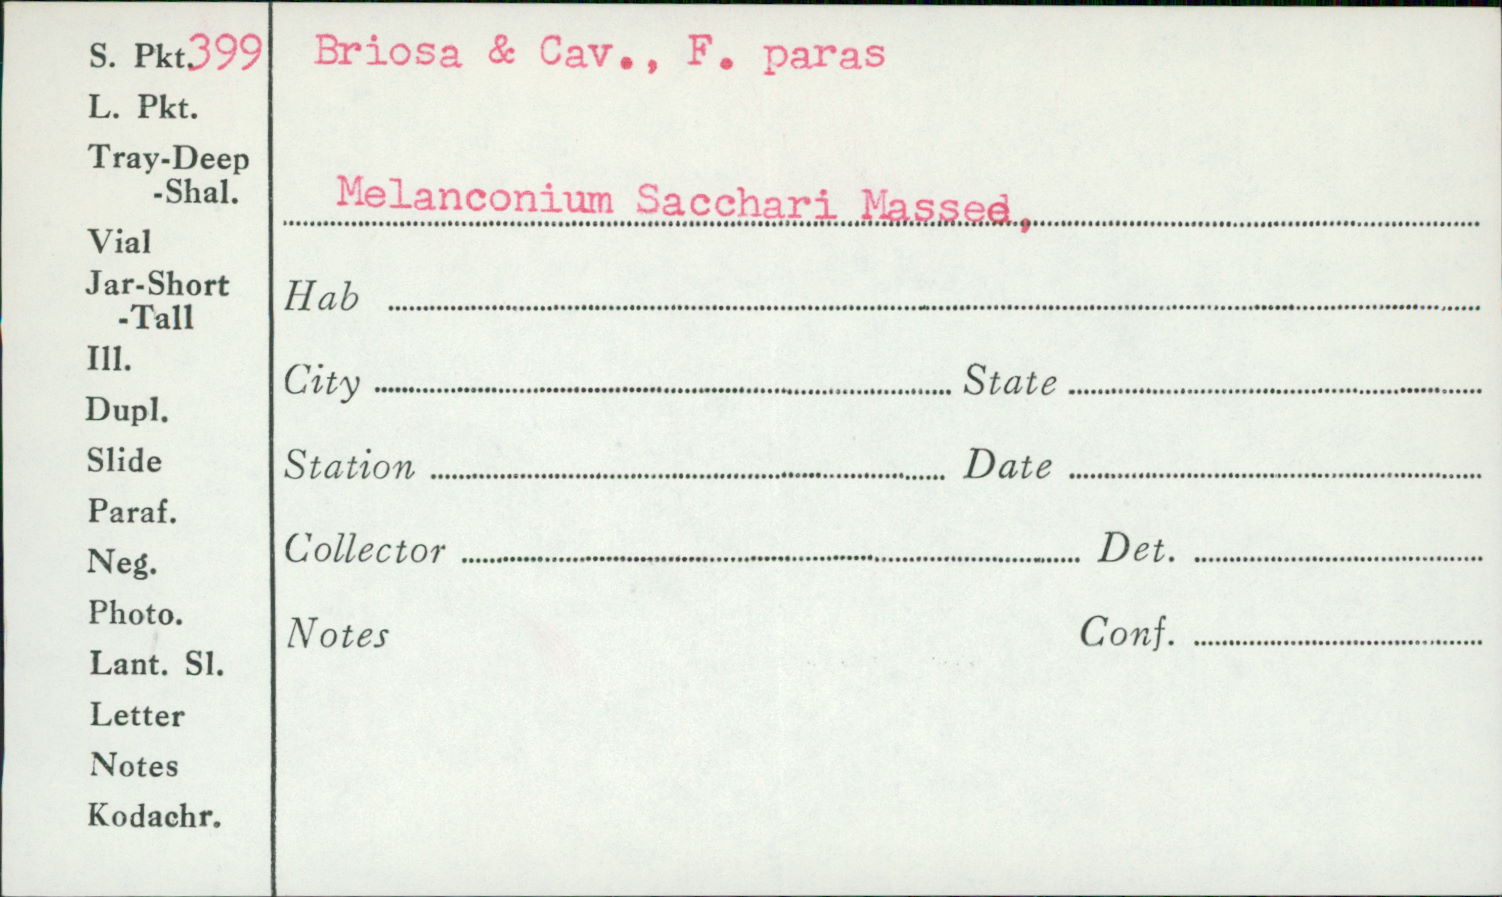 S. Pkt.399
L. Pkt.
Tray-Deep
-Shal.
Vial
Jar-Short
-Tall
Ill.
Dupl.
Slide
Paraf.
Neg.
Photo.
Lant. Sl.
Letter
Notes
Kodachr.
Briosa & Cav., F. paras
Melanconium Sacchari Massee,
Hab
City State
Station Date
Collector Det.
Notes Conf.